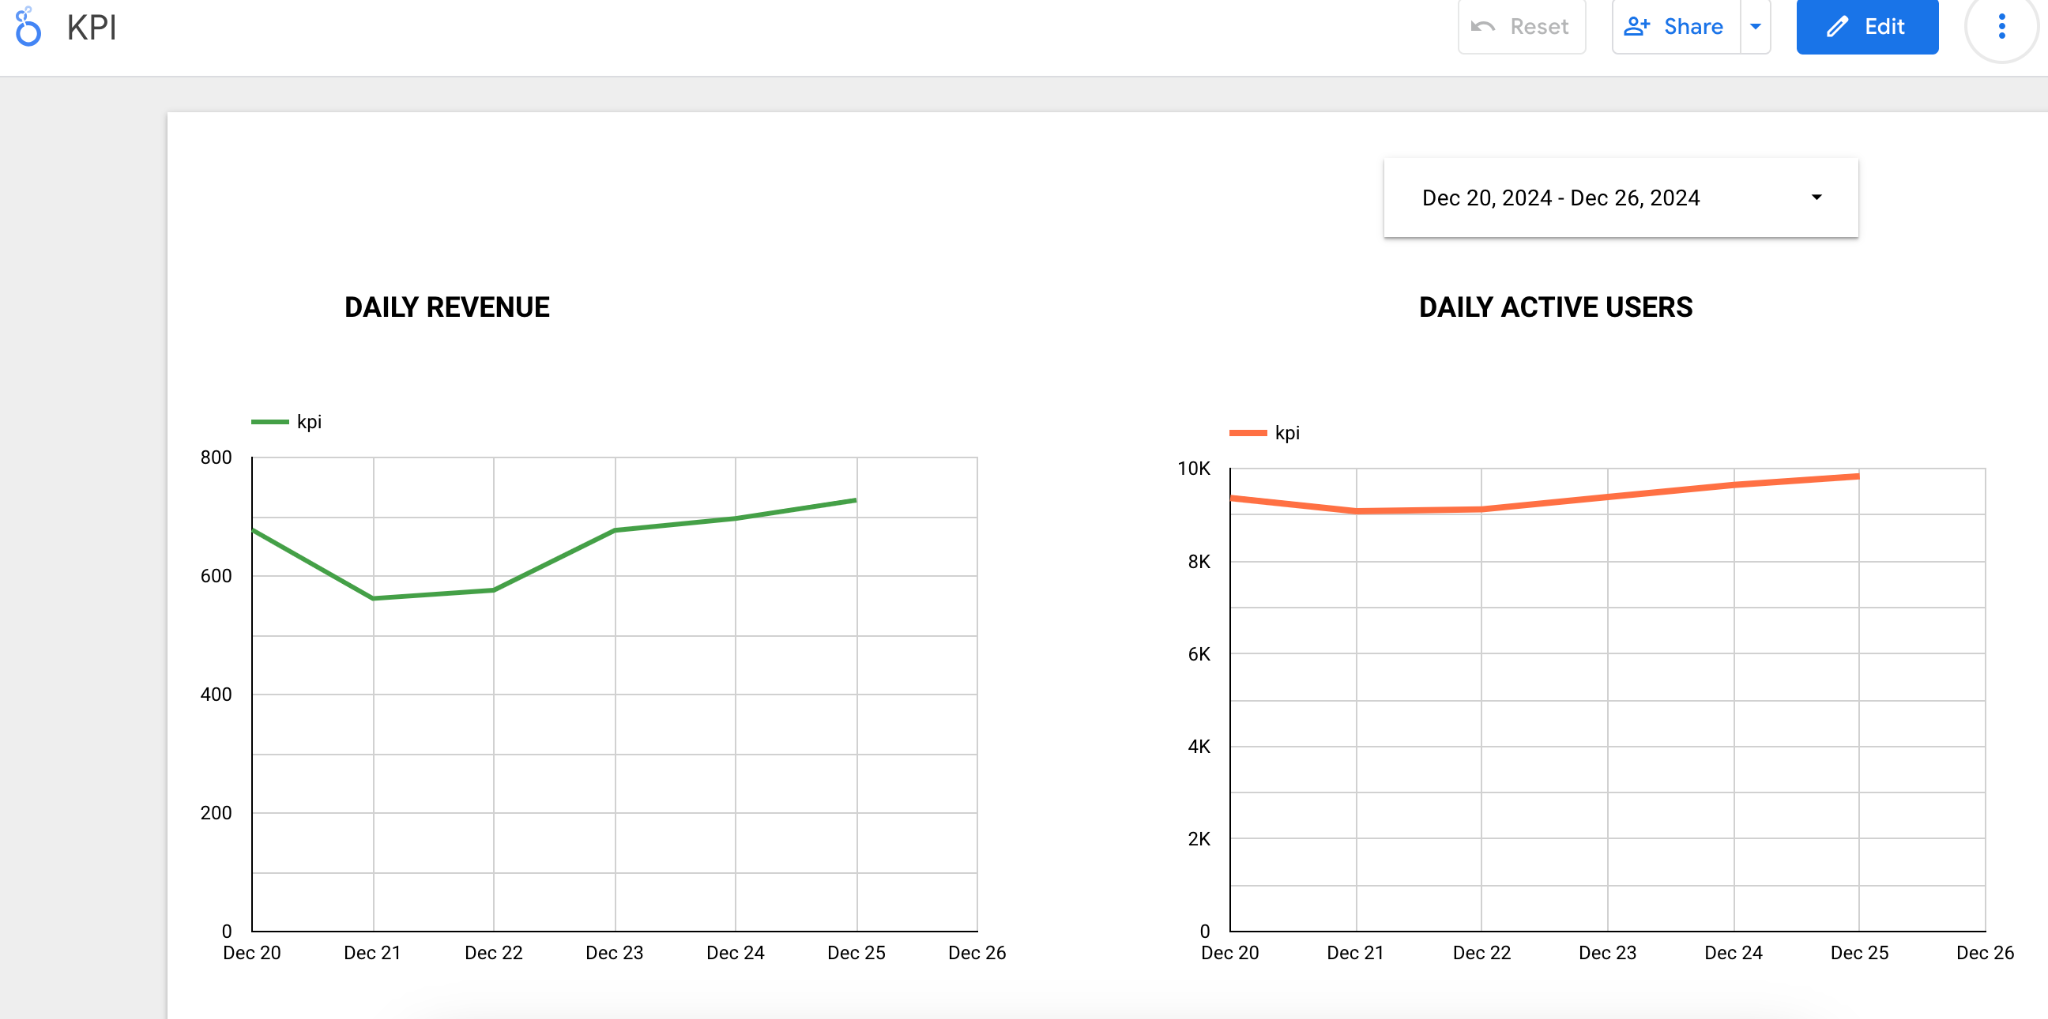 KPI
Reset
Share
Edit
Dec 20, 2024 - Dec 26, 2024
DAILY REVENUE
kpi
800
600
400
200
0
Dec 20 Dec 21 Dec 22 Dec 23 Dec 24 Dec 25 Dec 26
DAILY ACTIVE USERS
kpi
10K
8K
6K
4K
2K
0
Dec 20 Dec 21 Dec 22 Dec 23 Dec 24 Dec 25 Dec 26